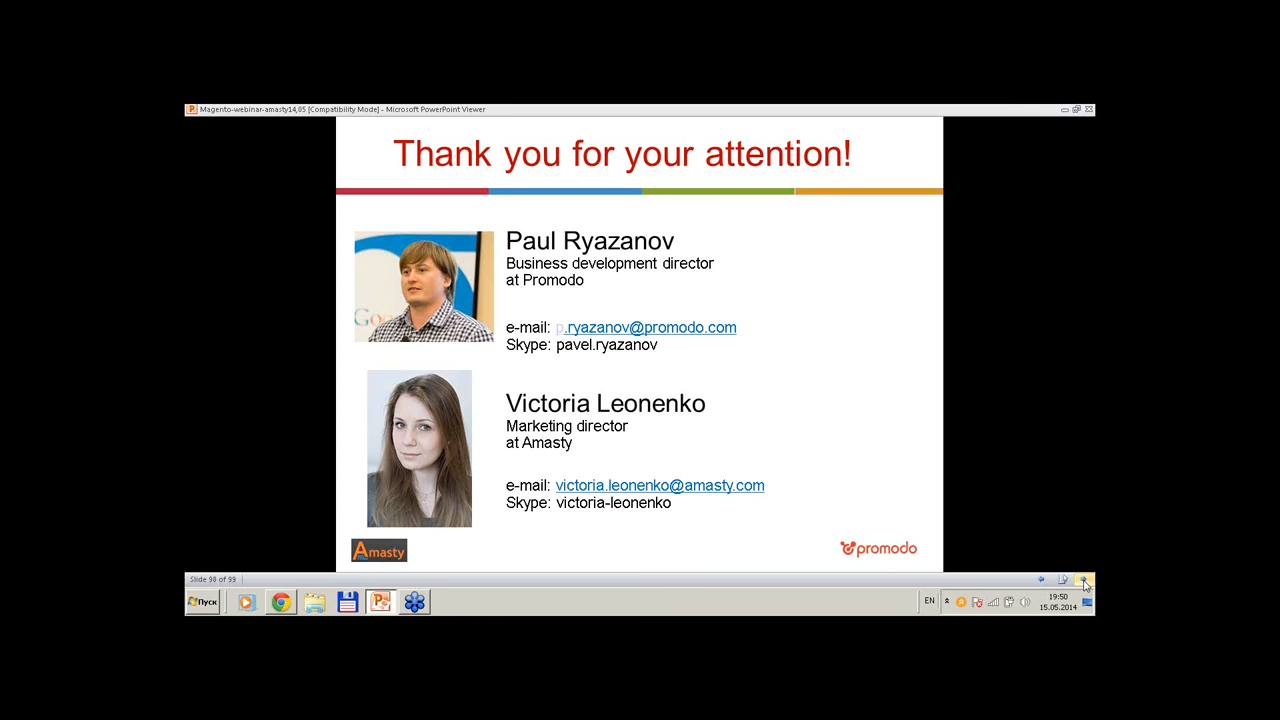 Magento-webinar-amasty14,05 [Compatibility Mode] - Microsoft PowerPoint Viewer
Thank you for your attention!
Paul Ryazanov
Business development director
at Promodo
e-mail: p.ryazanov@promodo.com
Skype: pavel.ryazanov
Goo
Victoria Leonenko
Marketing director
at Amasty
e-mail: victoria.leonenko@amasty.com
Skype: victoria-leonenko
Amasty
promodo
Slide 98 of 99
Пуск
EN
19:50
15.05.2014